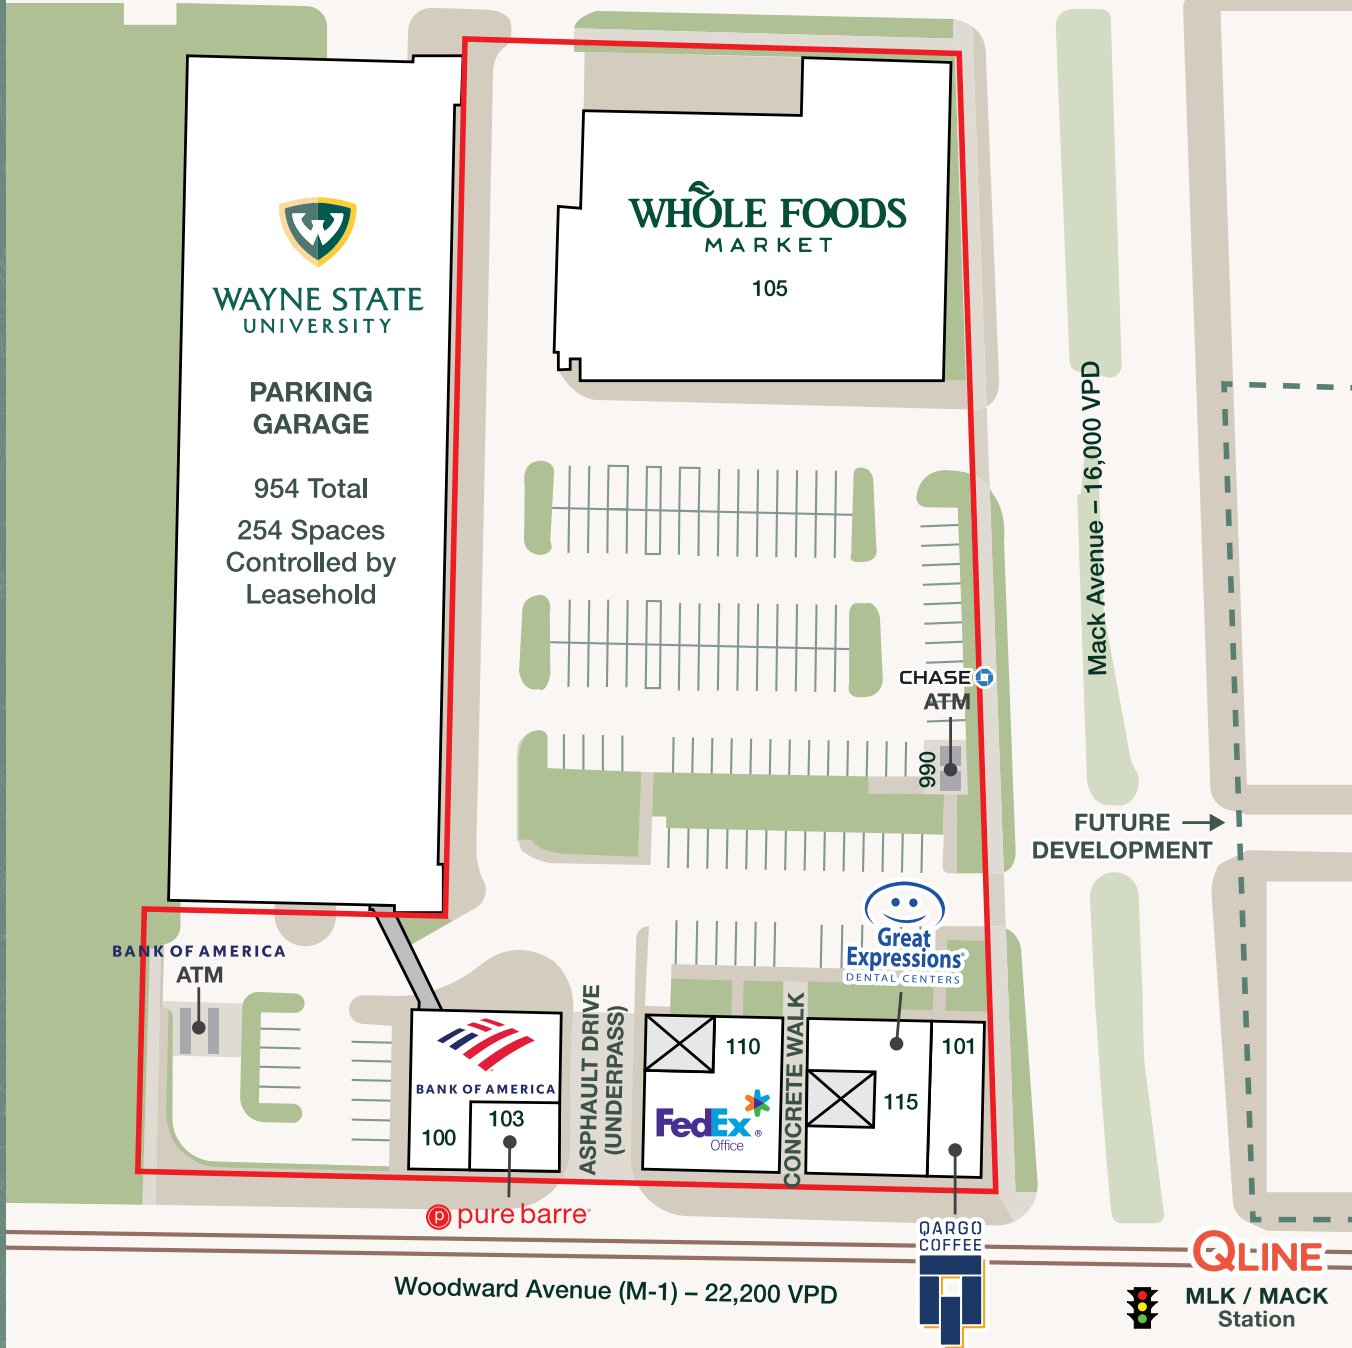 WAYNE STATE
UNIVERSITY
PARKING
GARAGE
954 Total
254 Spaces
Controlled by
Leasehold
WHOLE FOODS
MARKET
105
Mack Avenue – 16,000 VPD
CHASE
ATM
990
FUTURE
DEVELOPMENT
BANK OF AMERICA
ATM
Great
Expressions®
DENTAL CENTERS
BANK OF AMERICA
100
103
ASPHAULT DRIVE
(UNDERPASS)
110
FedEx®
Office
CONCRETE WALK
115
101
p pure barre
QARGO
COFFEE
QLINE
MLK / MACK
Station
Woodward Avenue (M-1) – 22,200 VPD